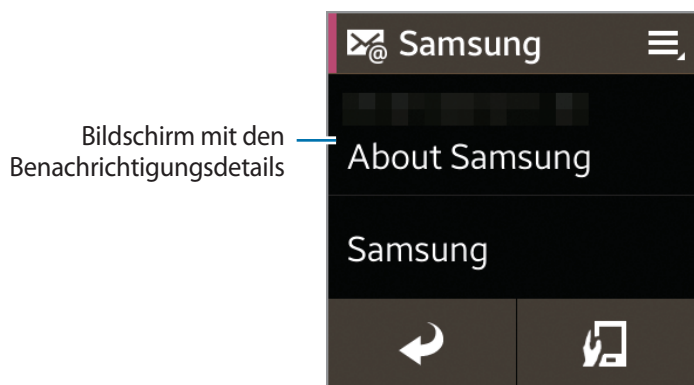 Samsung
Bildschirm mit den
Benachrichtigungsdetails
About Samsung
Samsung